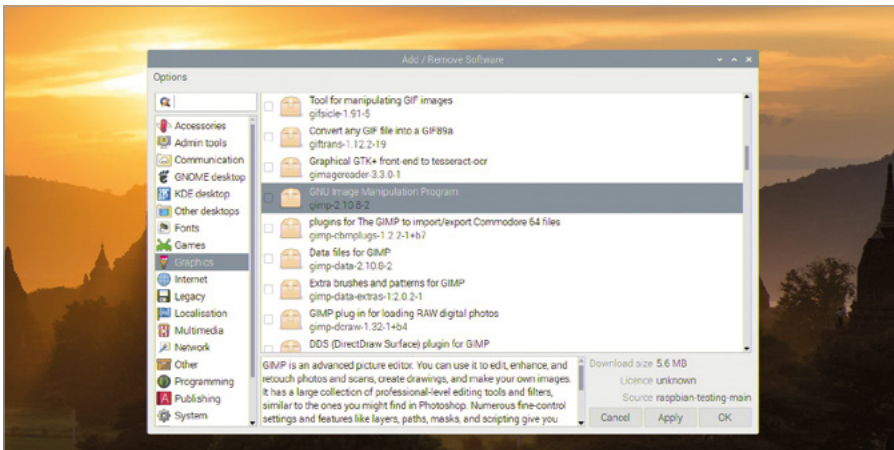 Add / Remove Software
Options
Accessories
Admin tools
Communication
GNOME desktop
KDE desktop
Other desktops
Fonts
Games
Graphics
Internet
Legacy
Localisation
Multimedia
Network
Other
Programming
Publishing
System
Tool for manipulating GIF images
gifsicle-1.91-5
Convert any GIF file into a GIF89a
giftrans-1.12.2-19
Graphical GTK+ front-end to tesseract-ocr
gimagereader-3.3.0-1
GNU Image Manipulation Program
gimp-2.10.8-2
plugins for The GIMP to import/export Commodore 64 files
gimp-cbmplugs-1.2.2-1+b7
Data files for GIMP
gimp-data-2.10.8-2
Extra brushes and patterns for GIMP
gimp-data-extras-1:2.0.2-1
GIMP plug-in for loading RAW digital photos
gimp-dcraw-1.32-1+b4
DDS (DirectDraw Surface) plugin for GIMP
GIMP is an advanced picture editor. You can use it to edit, enhance, and
retouch photos and scans, create drawings, and make your own images.
It has a large collection of professional-level editing tools and filters,
similar to the ones you might find in Photoshop. Numerous fine-control
settings and features like layers, paths, masks, and scripting give you
Download size 5.6 MB
Licence unknown
Source raspbian-testing-main
Cancel
Apply
OK